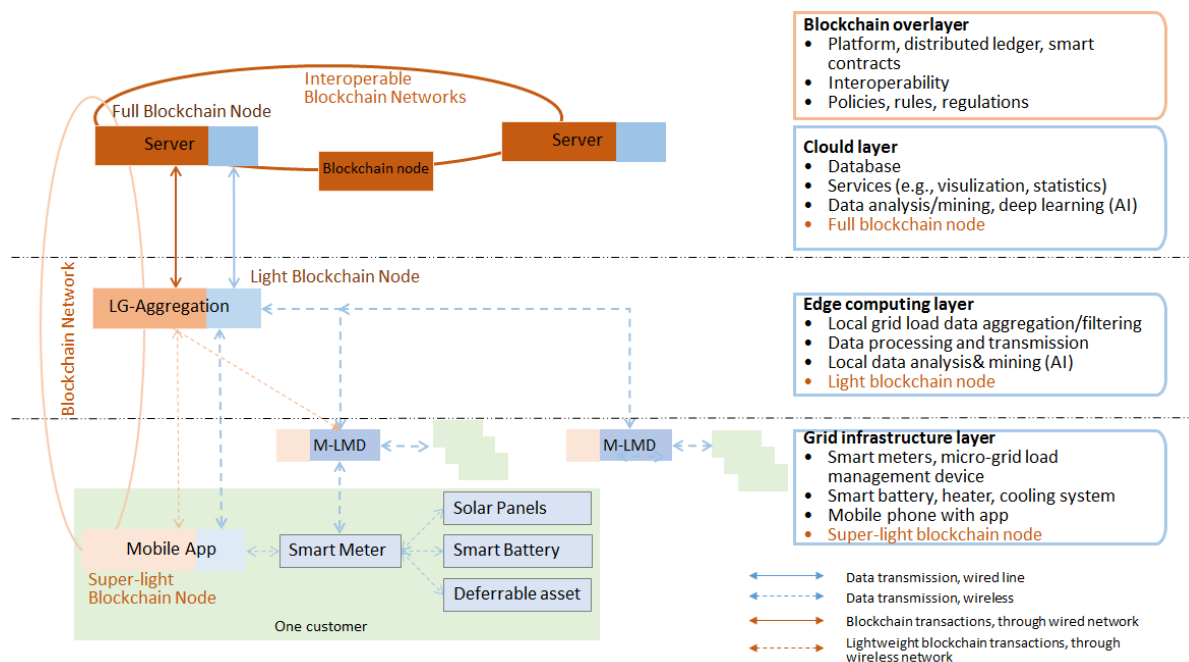 Interoperable
Blockchain Networks
Full Blockchain Node
Server
Server
Blockchain node
Light Blockchain Node
LG-Aggregation
Blockchain Network
M-LMD
M-LMD
Solar Panels
Mobile App
Smart Meter
Smart Battery
Super-light
Blockchain Node
Deferrable asset
One customer
Blockchain overlayer
• Platform, distributed ledger, smart
contracts
• Interoperability
• Policies, rules, regulations
Clould layer
• Database
• Services (e.g., visulization, statistics)
• Data analysis/mining, deep learning (AI)
• Full blockchain node
Edge computing layer
• Local grid load data aggregation/filtering
• Data processing and transmission
• Local data analysis& mining (AI)
• Light blockchain node
Grid infrastructure layer
• Smart meters, micro-grid load
management device
• Smart battery, heater, cooling system
• Mobile phone with app
• Super-light blockchain node
Data transmission, wired line
Data transmission, wireless
Blockchain transactions, through wired network
Lightweight blockchain transactions, through
wireless network